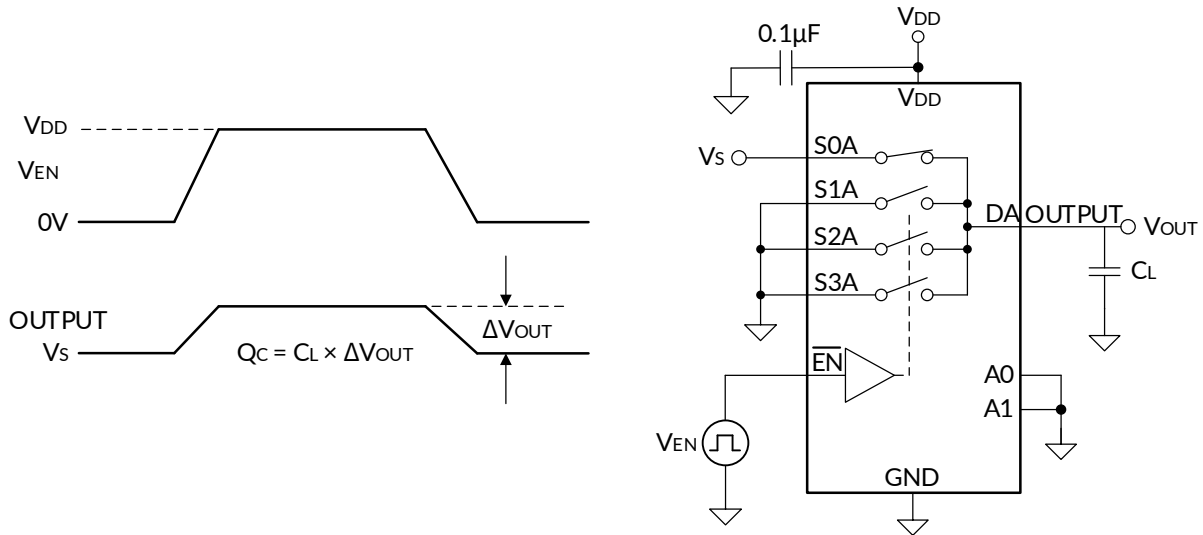 VDD
VEN
0V
OUTPUT
VS
QC = CL × ΔVOUT
ΔVOUT
VDD
0.1μF
VDD
VS
S0A
S1A
S2A
S3A
DA
OUTPUT
VOUT
CL
EN
A0
A1
VEN
GND